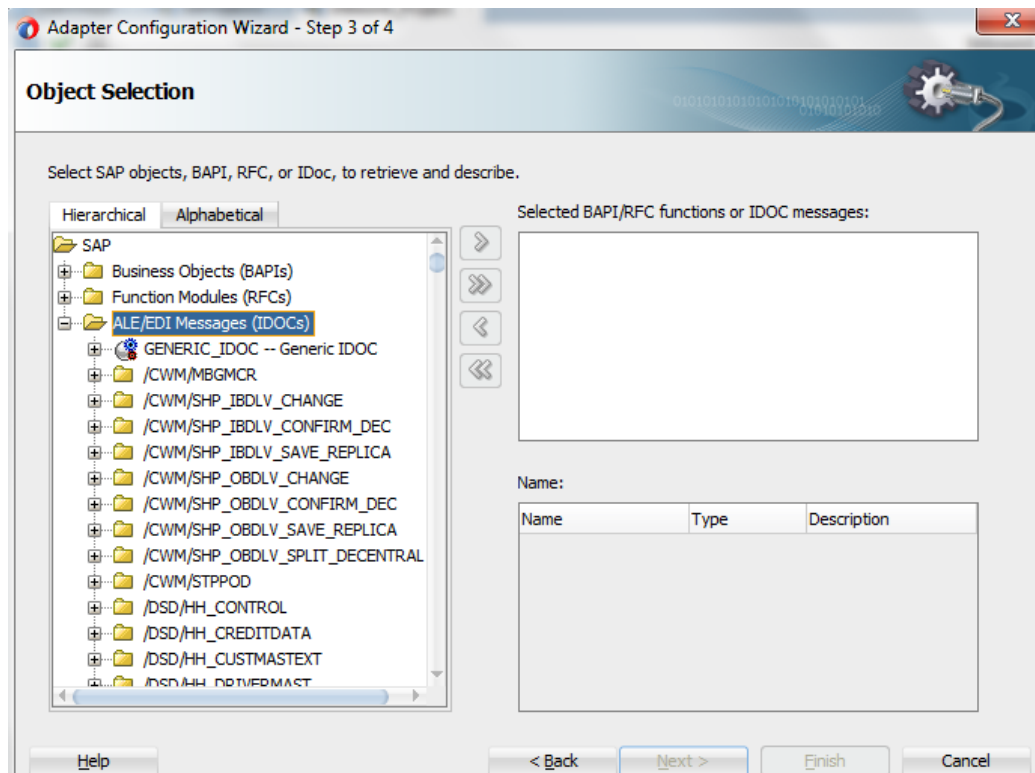 Adapter Configuration Wizard - Step 3 of 4
Object Selection
Select SAP objects, BAPI, RFC, or IDoc, to retrieve and describe.
Hierarchical
Alphabetical
SAP
Business Objects (BAPIs)
Function Modules (RFCs)
ALE/EDI Messages (IDOCs)
GENERIC_IDOC -- Generic IDOC
/CWM/MBGMCR
/CWM/SHP_IBDLV_CHANGE
/CWM/SHP_IBDLV_CONFIRM_DEC
/CWM/SHP_IBDLV_SAVE_REPLICA
/CWM/SHP_OBDLV_CHANGE
/CWM/SHP_OBDLV_CONFIRM_DEC
/CWM/SHP_OBDLV_SAVE_REPLICA
/CWM/SHP_OBDLV_SPLIT_DECENTRAL
/CWM/STPPOD
/DSD/HH_CONTROL
/DSD/HH_CREDITDATA
/DSD/HH_CUSTMASTEXT
/DSD/HH_DRIVERMAST
Selected BAPI/RFC functions or IDOC messages:
Name:
Name Type Description
Help
< Back
Next >
Finish
Cancel